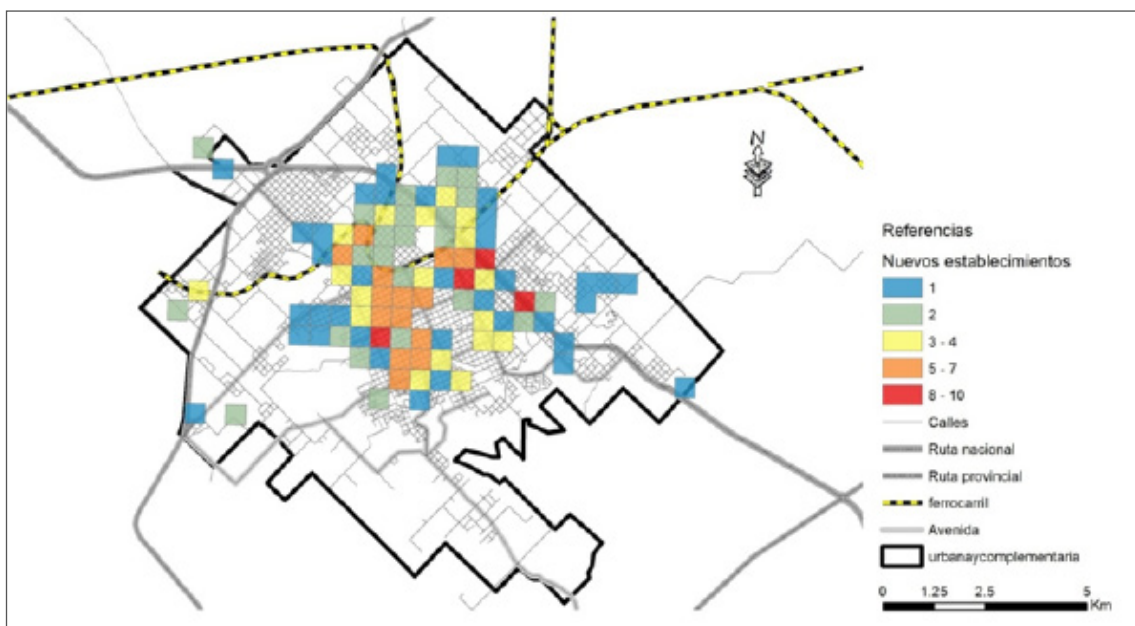 N
Referencias
Nuevos establecimientos
1
2
3 - 4
5 - 7
8 - 10
Calles
Ruta nacional
Ruta provincial
ferrocarril
Avenida
urbanaycomplementaria
0 1.25 2.5 5
Km